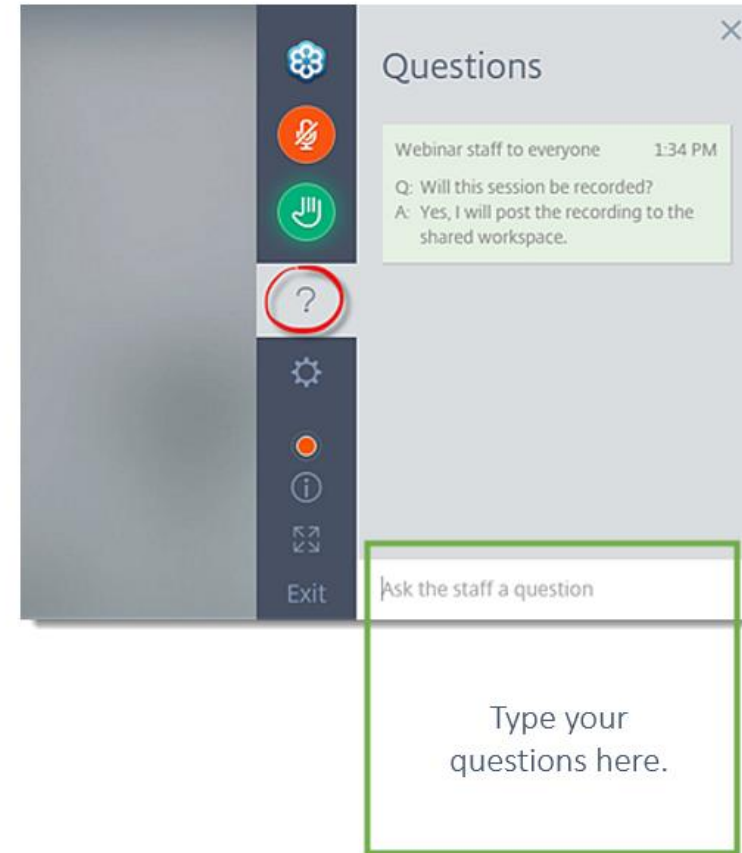 Questions
Webinar staff to everyone 1:34 PM
Q: Will this session be recorded?
A: Yes, I will post the recording to the
shared workspace.
?
Exit
Ask the staff a question
Type your
questions here.